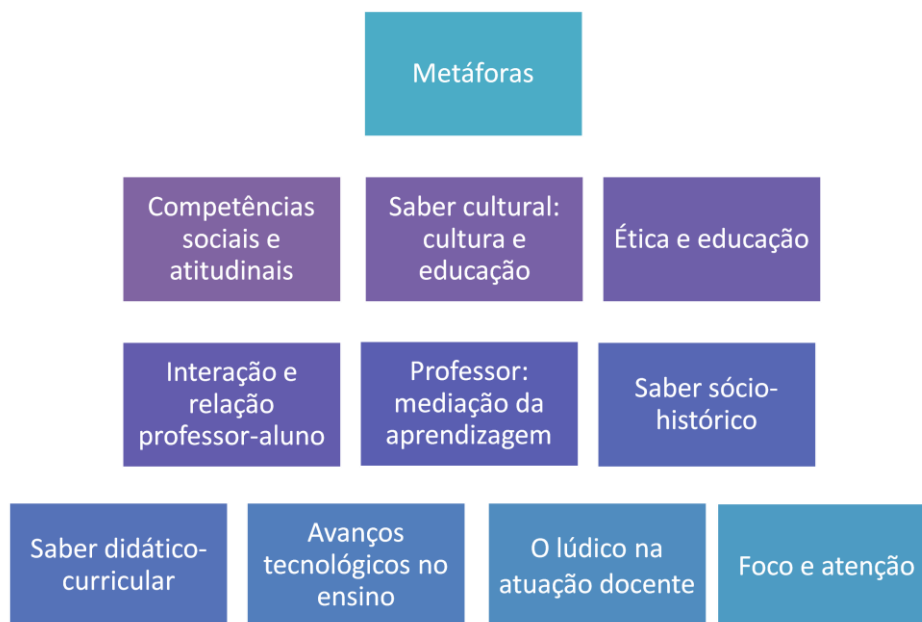 Metáforas
Competências
sociais e
atitudinais
Saber cultural:
cultura e
educação
Ética e educação
Interação e
relação
professor-aluno
Professor:
mediação da
aprendizagem
Saber sócio-
histórico
Saber didático-
curricular
Avanços
tecnológicos no
ensino
O lúdico na
atuação docente
Foco e atenção